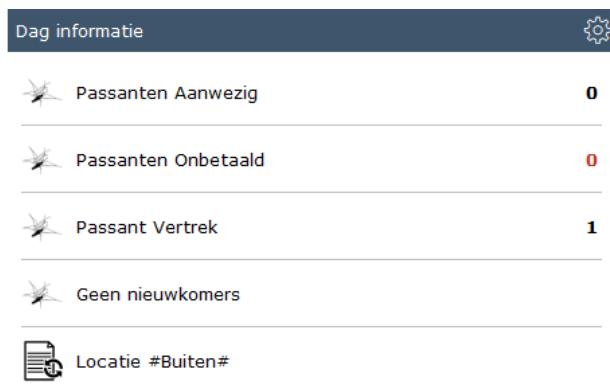 Dag informatie
Passanten Aanwezig 0
Passanten Onbetaald 0
Passant Vertrek 1
Geen nieuwkomers
Locatie #Buiten#